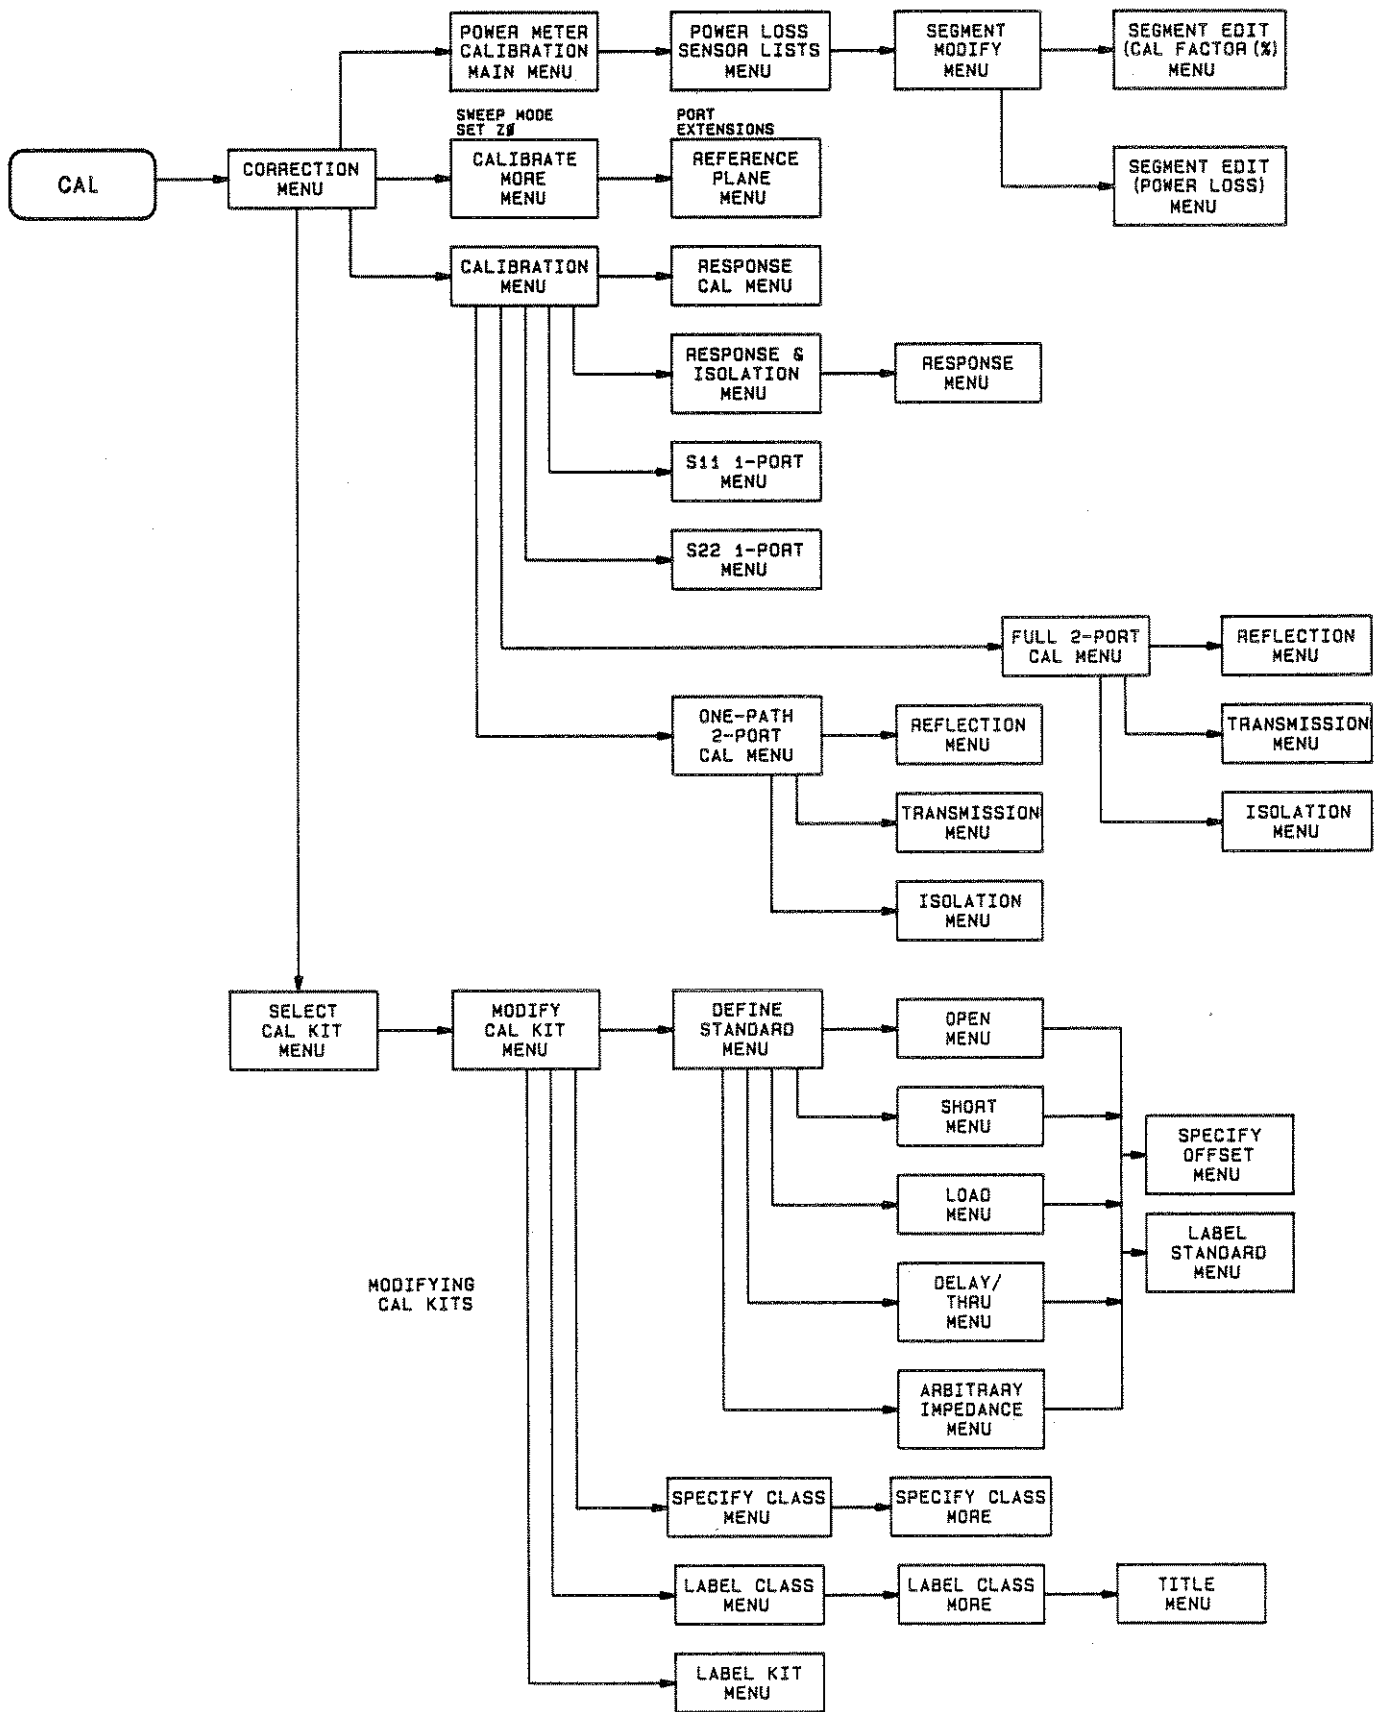 POWER METER
CALIBRATION
MAIN MENU
POWER LOSS
SENSOR LISTS
MENU
SEGMENT
MODIFY
MENU
SEGMENT EDIT
(CAL FACTOR (%)
MENU
SWEEP MODE
SET Z0
PORT
EXTENSIONS
CAL
CORRECTION
MENU
CALIBRATE
MORE
MENU
REFERENCE
PLANE
MENU
SEGMENT EDIT
(POWER LOSS)
MENU
CALIBRATION
MENU
RESPONSE
CAL MENU
RESPONSE &
ISOLATION
MENU
RESPONSE
MENU
S11 1-PORT
MENU
S22 1-PORT
MENU
FULL 2-PORT
CAL MENU
REFLECTION
MENU
ONE-PATH
2-PORT
CAL MENU
REFLECTION
MENU
TRANSMISSION
MENU
TRANSMISSION
MENU
ISOLATION
MENU
ISOLATION
MENU
SELECT
CAL KIT
MENU
MODIFY
CAL KIT
MENU
DEFINE
STANDARD
MENU
OPEN
MENU
SHORT
MENU
SPECIFY
OFFSET
MENU
LOAD
MENU
LABEL
STANDARD
MENU
MODIFYING
CAL KITS
DELAY/
THRU
MENU
ARBITRARY
IMPEDANCE
MENU
SPECIFY CLASS
MENU
SPECIFY CLASS
MORE
LABEL CLASS
MENU
LABEL CLASS
MORE
TITLE
MENU
LABEL KIT
MENU